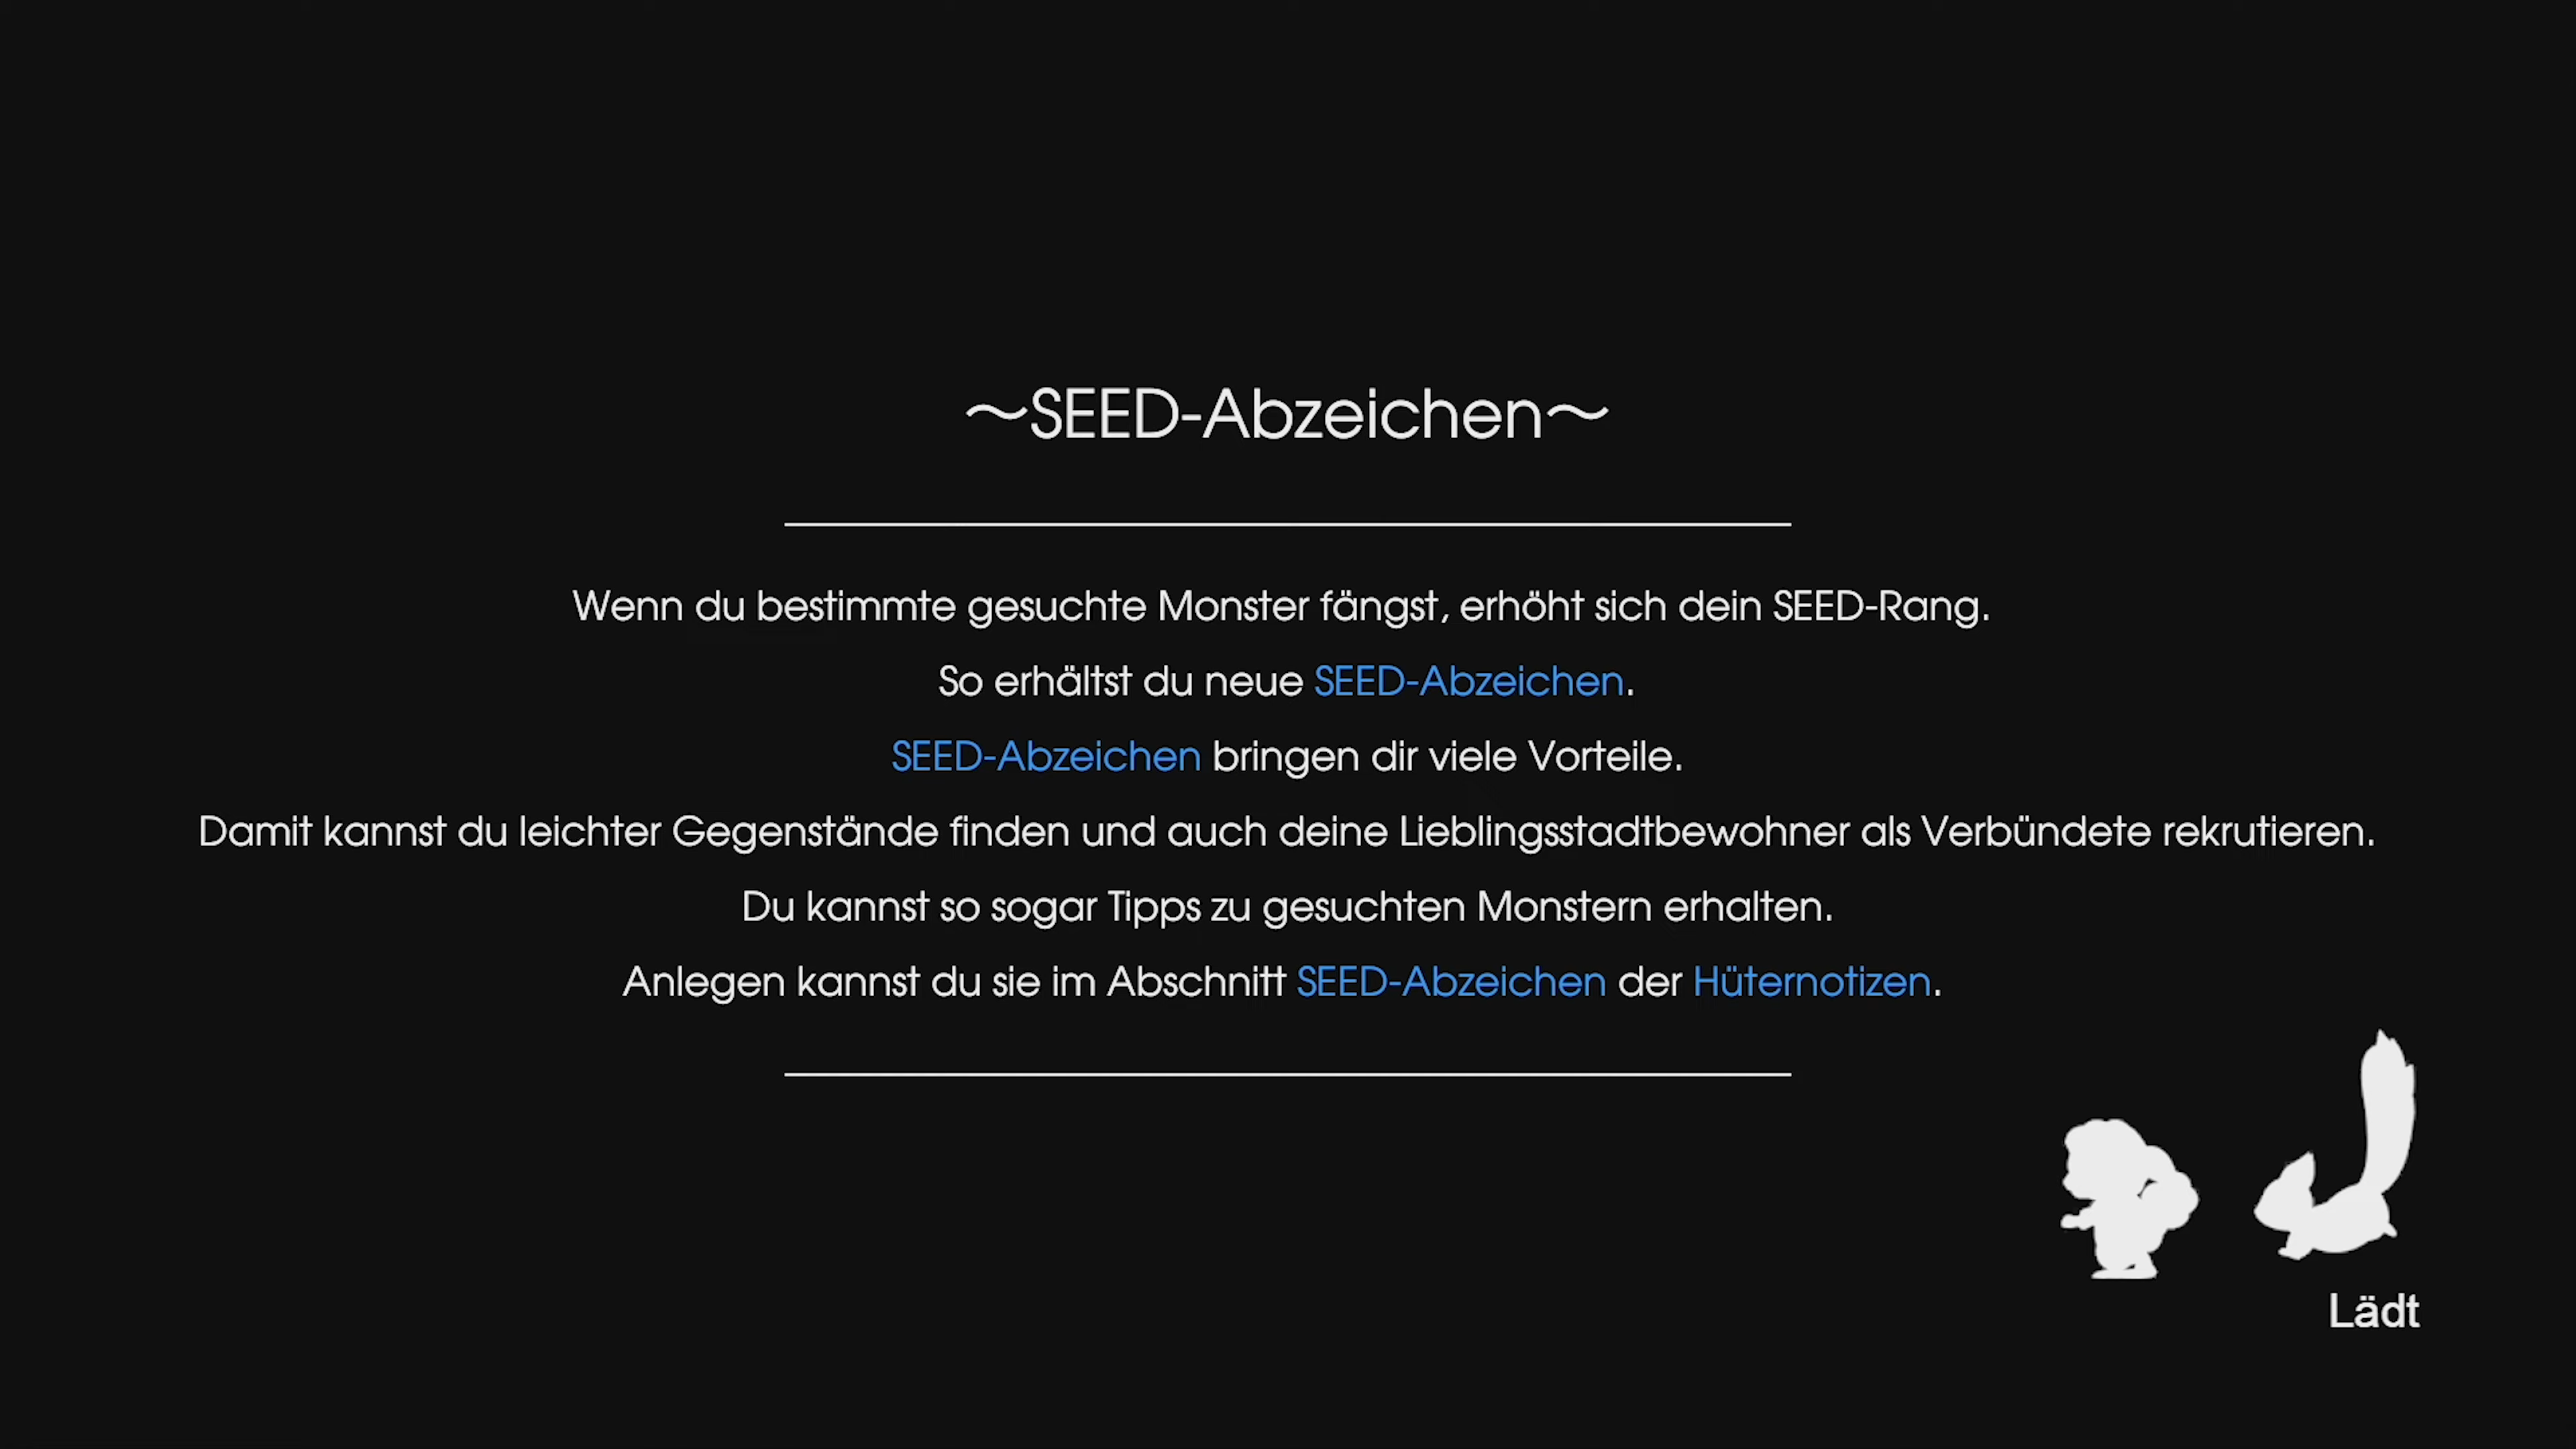 ～SEED-Abzeichen～
Wenn du bestimmte gesuchte Monster fängst, erhöht sich dein SEED-Rang.
So erhältst du neue SEED-Abzeichen.
SEED-Abzeichen bringen dir viele Vorteile.
Damit kannst du leichter Gegenstände finden und auch deine Lieblingsstadtbewohner als Verbündete rekrutieren.
Du kannst so sogar Tipps zu gesuchten Monstern erhalten.
Anlegen kannst du sie im Abschnitt SEED-Abzeichen der Hüternotizen.
Lädt